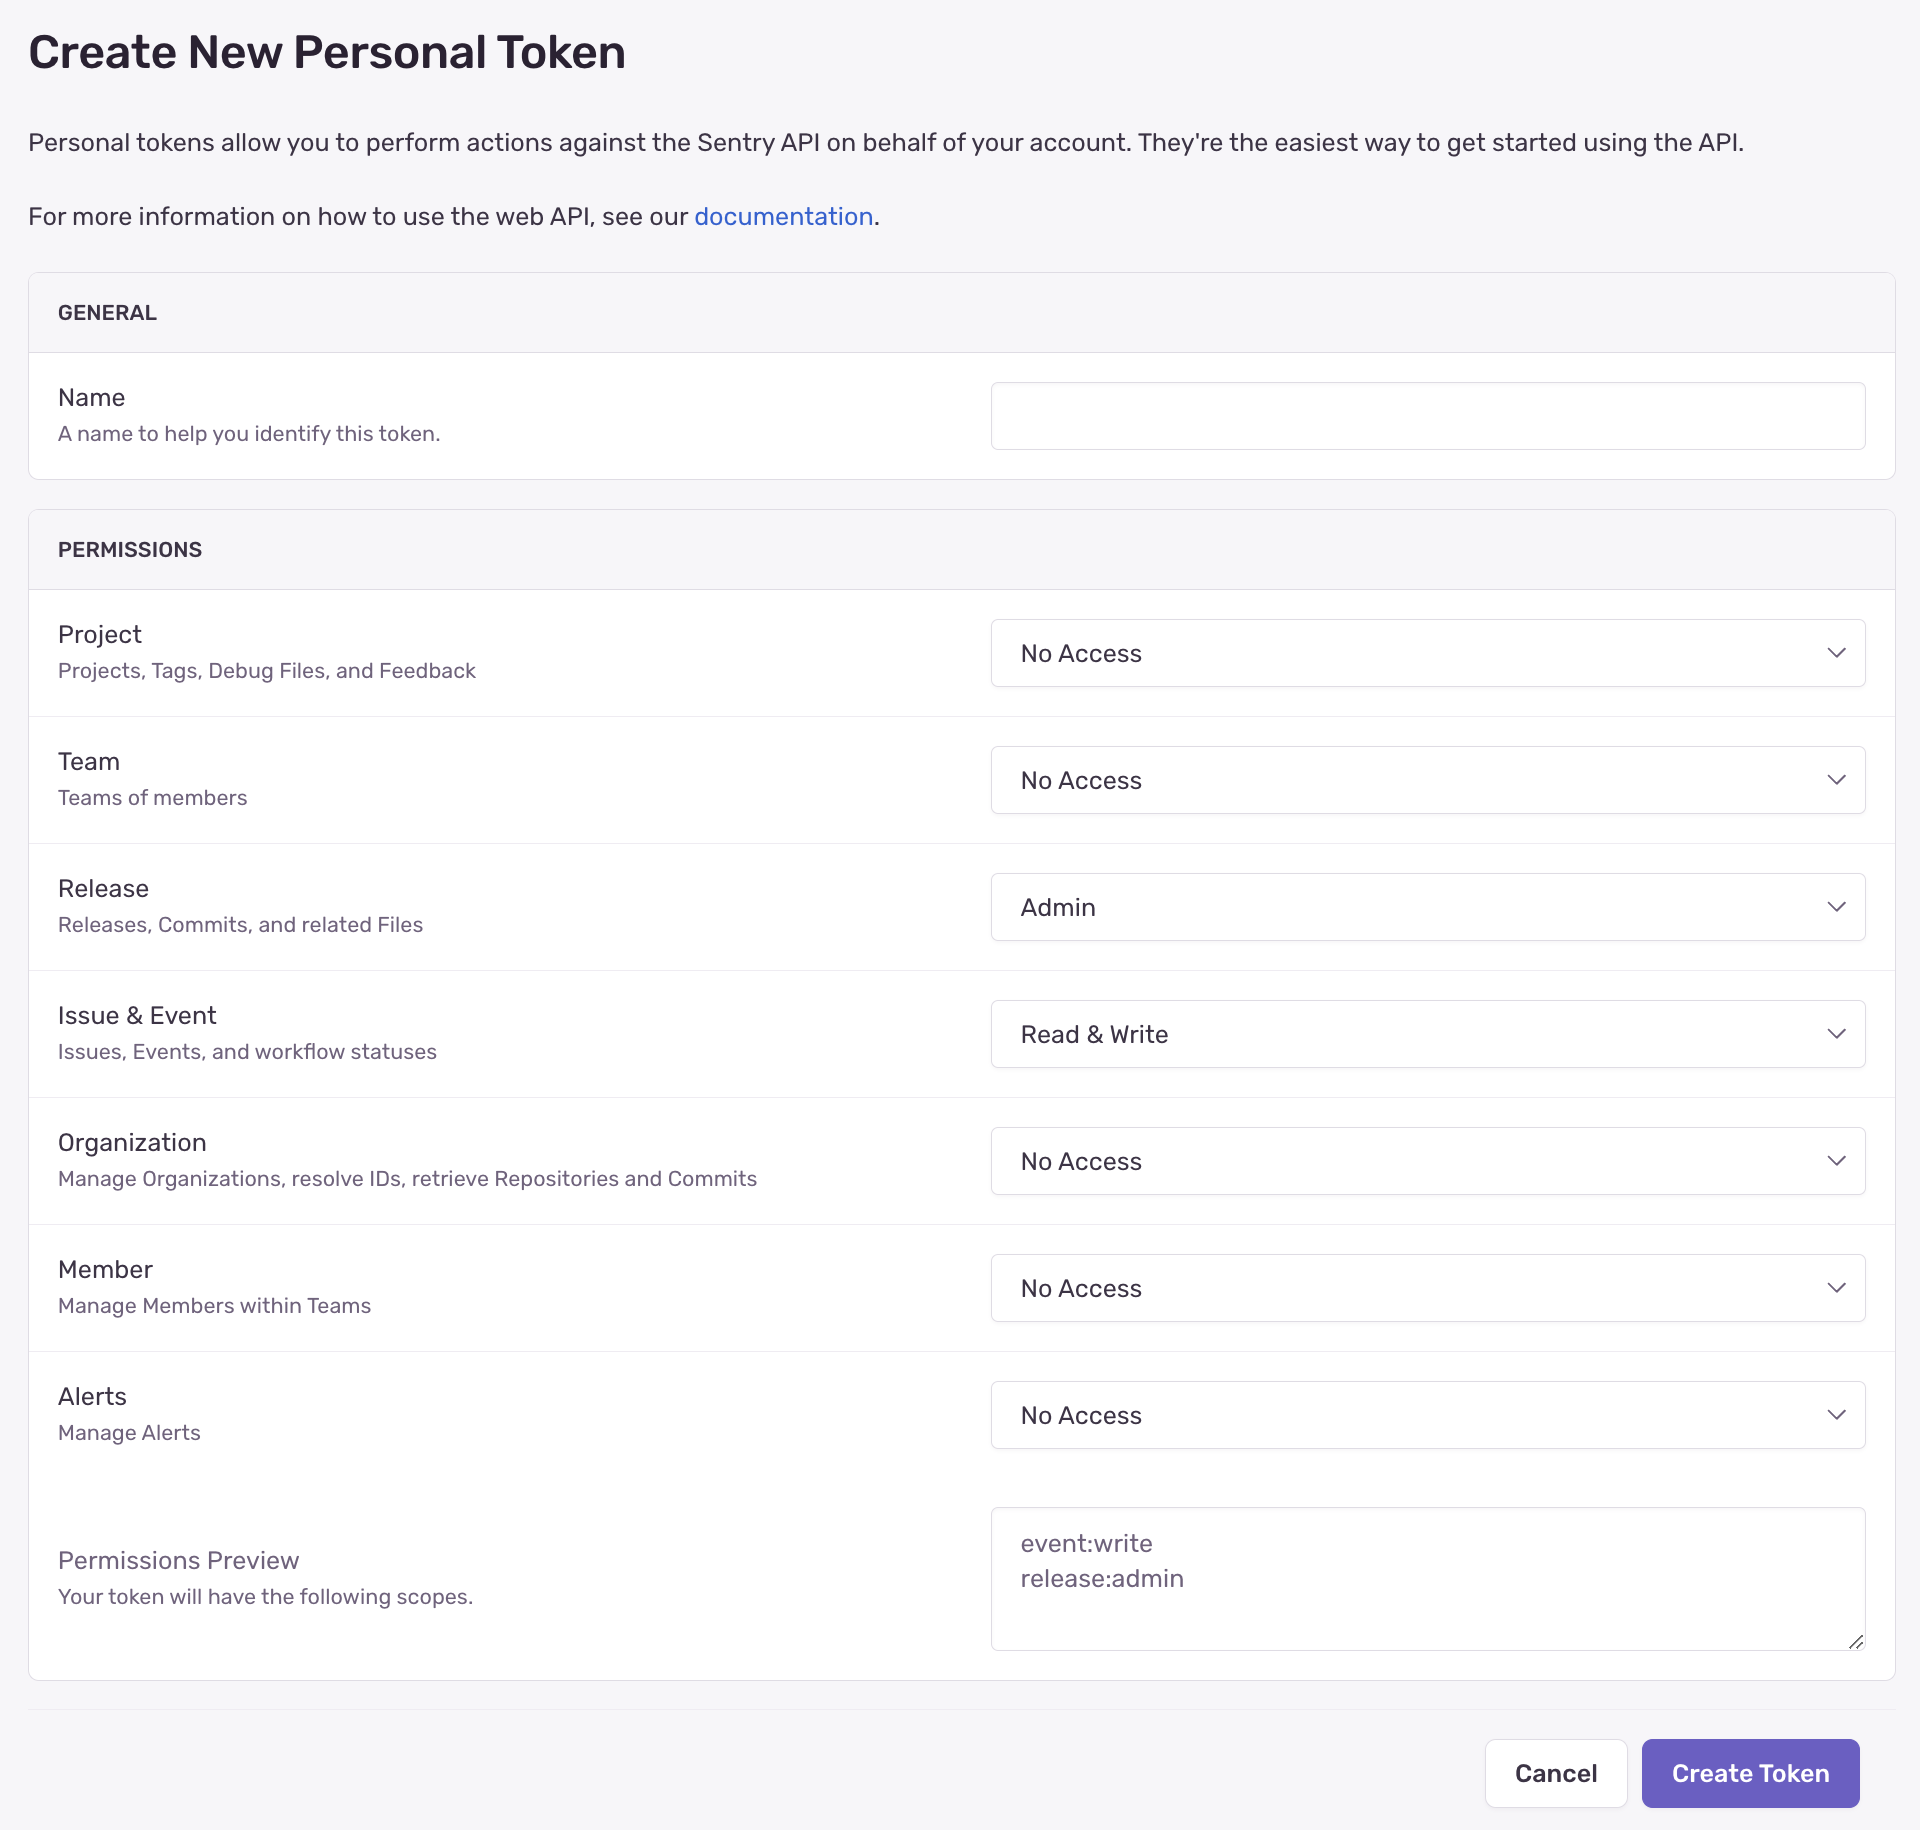 Create New Personal Token
Personal tokens allow you to perform actions against the Sentry API on behalf of your account. They're the easiest way to get started using the API.
For more information on how to use the web API, see our documentation.
GENERAL
Name
A name to help you identify this token.
PERMISSIONS
Project
Projects, Tags, Debug Files, and Feedback
No Access
Team
Teams of members
No Access
Release
Releases, Commits, and related Files
Admin
Issue & Event
Issues, Events, and workflow statuses
Read & Write
Organization
Manage Organizations, resolve IDs, retrieve Repositories and Commits
No Access
Member
Manage Members within Teams
No Access
Alerts
Manage Alerts
No Access
Permissions Preview
Your token will have the following scopes.
event:write
release:admin
Cancel
Create Token